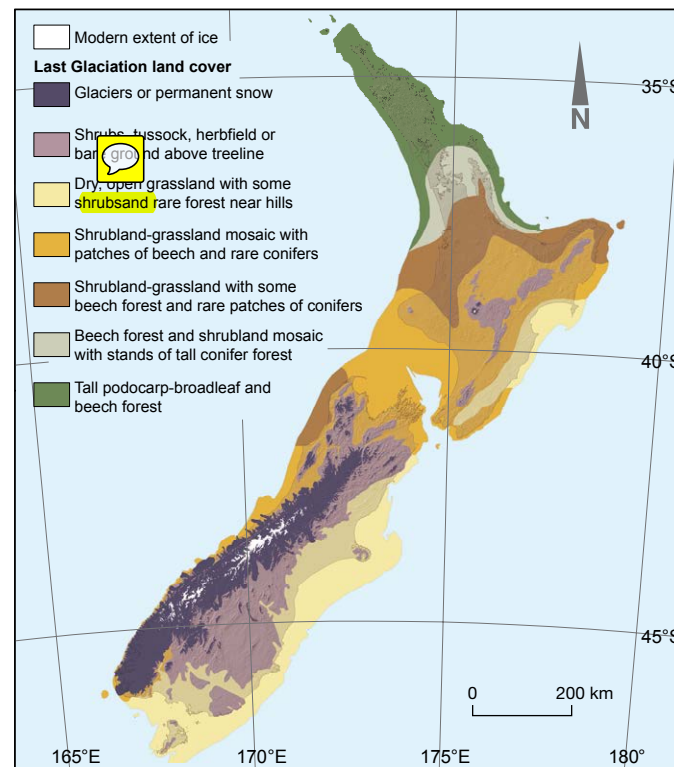 Modern extent of ice
Last Glaciation land cover
Glaciers or permanent snow
Shrubs, tussock, herbfield or
bare ground above treeline
Dry, open grassland with some
shrubsand rare forest near hills
Shrubland-grassland mosaic with
patches of beech and rare conifers
Shrubland-grassland with some
beech forest and rare patches of conifers
Beech forest and shrubland mosaic
with stands of tall conifer forest
Tall podocarp-broadleaf and
beech forest
35°S
N
40°S
45°S
0 200 km
165°E 170°E 175°E 180°